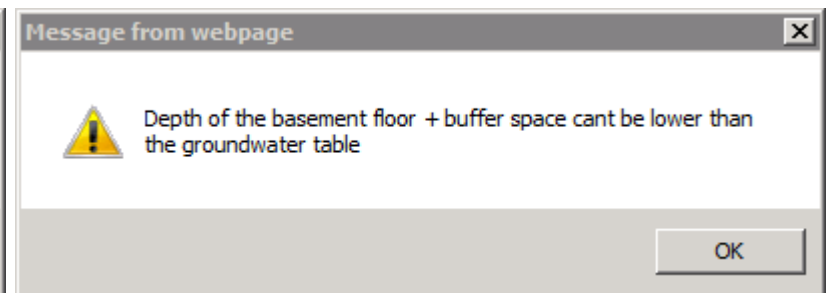 Message from webpage
Depth of the basement floor + buffer space cant be lower than
the groundwater table
OK